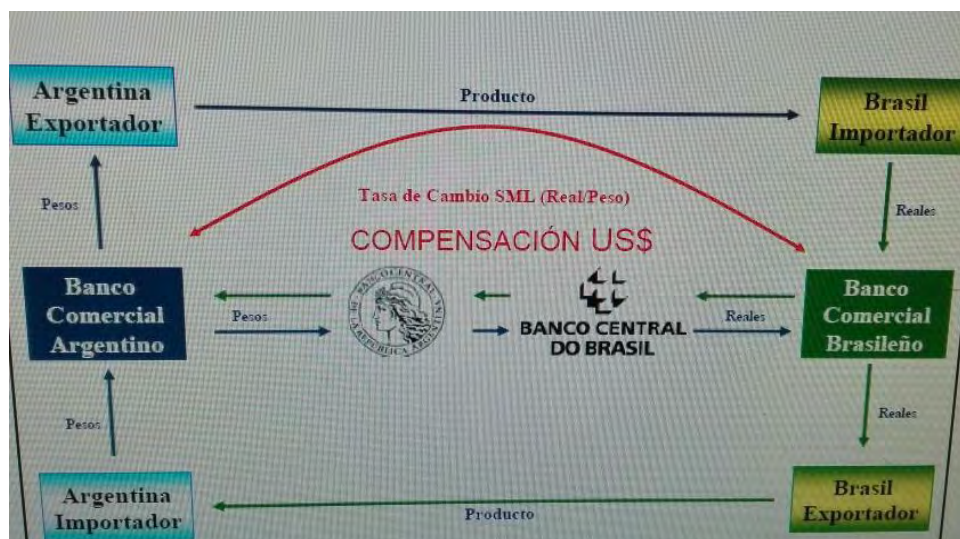 Argentina
Exportador
Producto
Brasil
Importador
Pesos
Tasa de Cambio SML (Real/Peso)
Reales
COMPENSACIÓN US$
Banco
Comercial
Argentino
Pesos
BANCO CENTRAL
DO BRASIL
Reales
Banco
Comercial
Brasileño
Pesos
Reales
Argentina
Importador
Producto
Brasil
Exportador